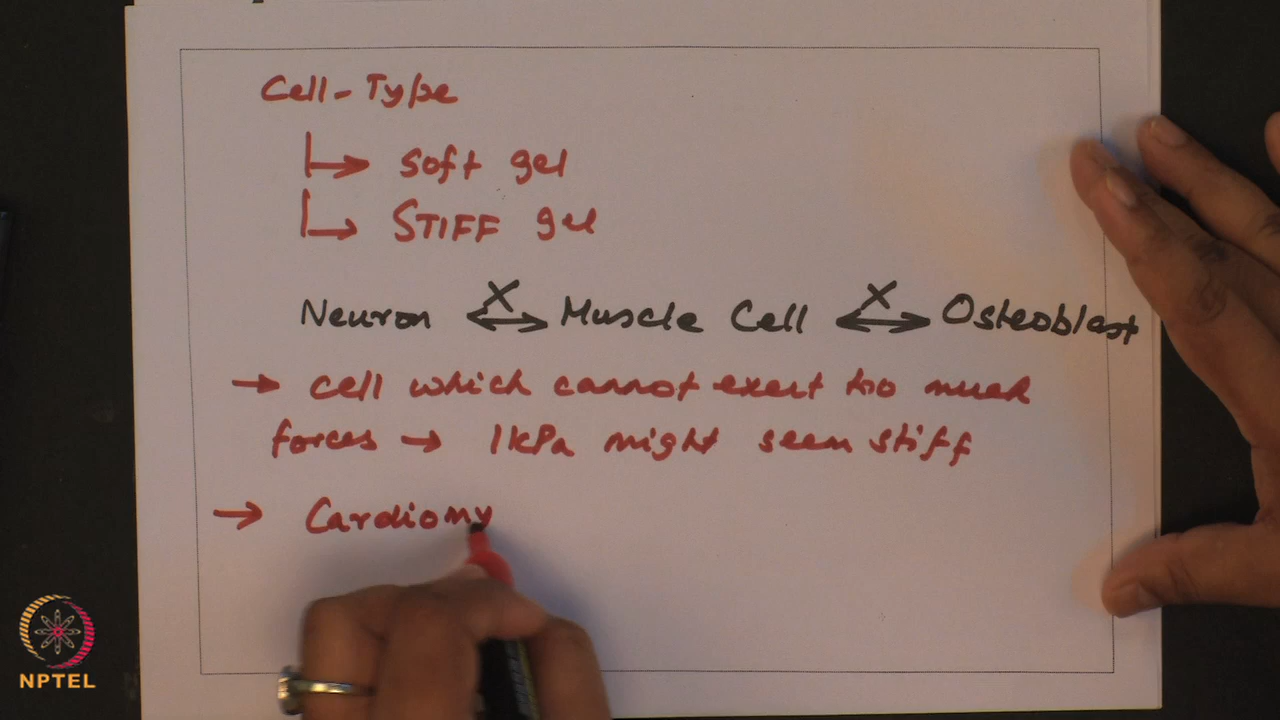 Cell-Type
→ soft gel
→ STIFF gel
Neuron X ↔ Muscle Cell X ↔ Osteoblast
→ cell which cannot exert too much
forces → 1kPa might seem stiff
→ Cardiomy
NPTEL